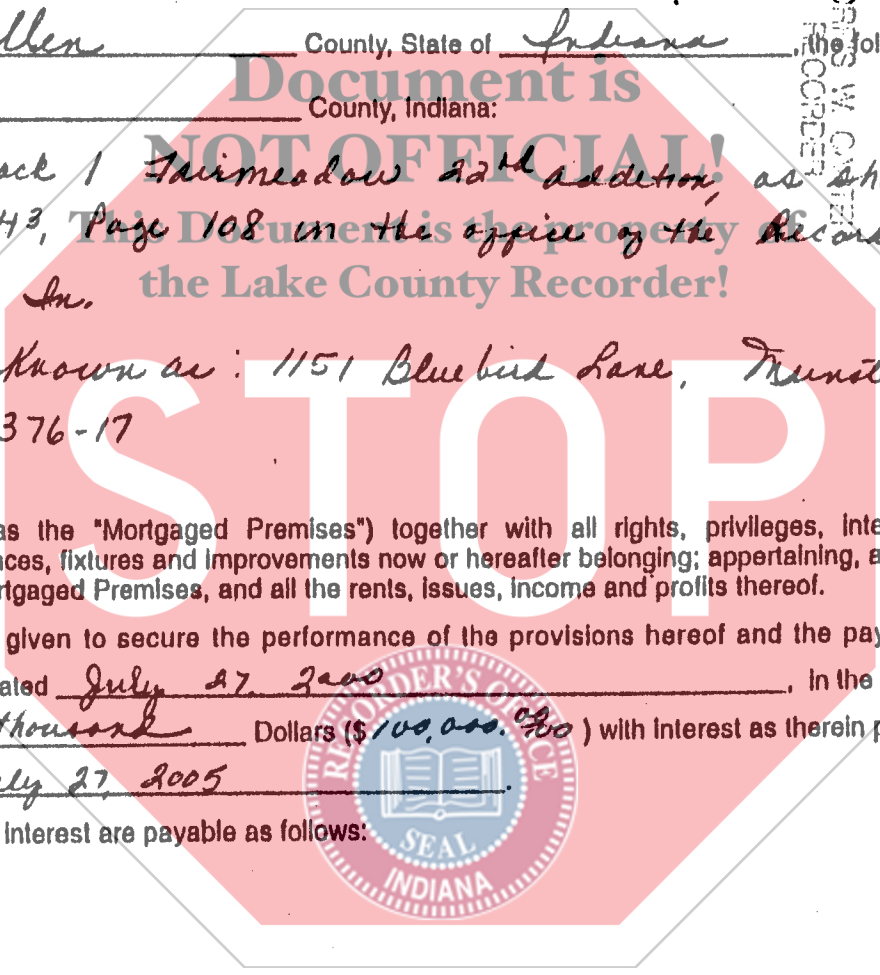 llen County, State of Indiana, the fol
Document is
County, Indiana:
NOT OFFICIAL!
ock 1 Fairmeadow 22nd addition, as sh
43, Page 108 in the office of the Record
This Document is the property of
the Lake County Recorder!
In.
Known as: 1151 Bluebird Lane, Munst
376-17
STOP
as the "Mortgaged Premises") together with all rights, privileges, inte
nces, fixtures and improvements now or hereafter belonging; appertaining, a
rtgaged Premises, and all the rents, issues, income and profits thereof.
given to secure the performance of the provisions hereof and the pay
ated July 27. 2000, in the
thousand Dollars ($100,000.00/00) with interest as therein p
ly 27, 2005.
interest are payable as follows:
RECORDER'S OFFICE
SEAL
INDIANA
RECORDER